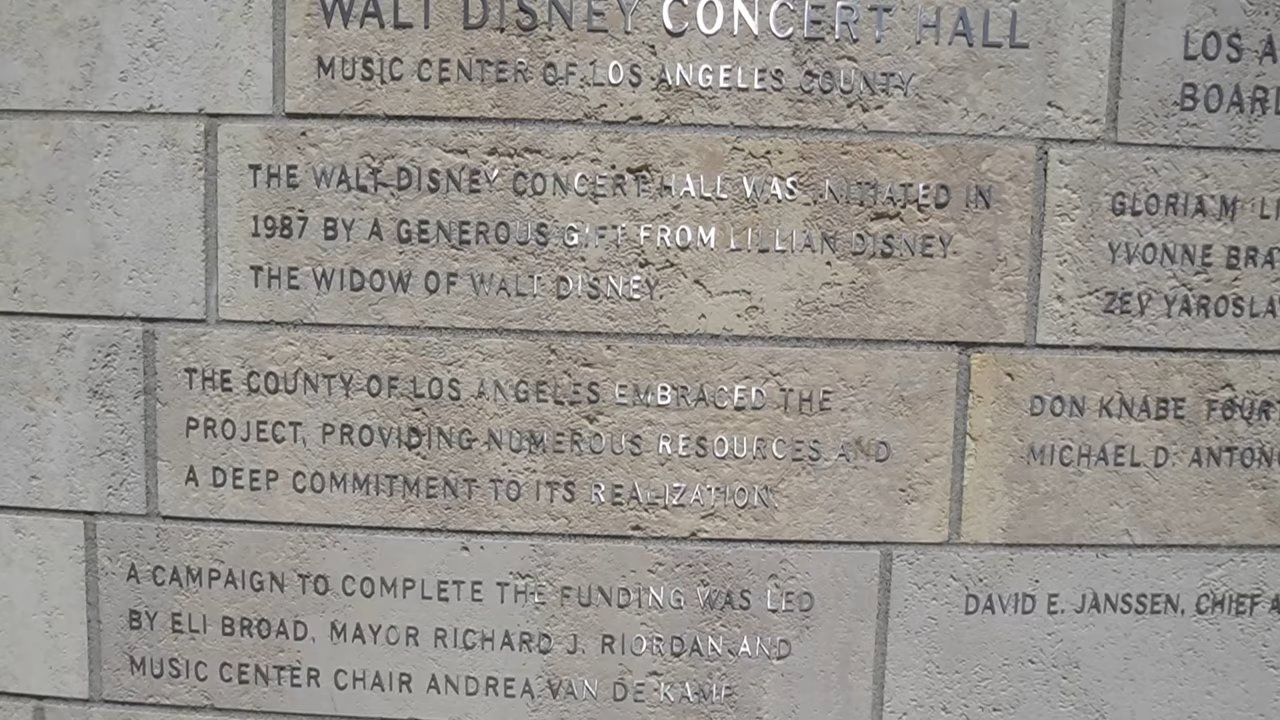 WALT DISNEY CONCERT HALL
MUSIC CENTER OF LOS ANGELES COUNTY
THE WALT DISNEY CONCERT HALL WAS INITIATED IN
1987 BY A GENEROUS GIFT FROM LILLIAN DISNEY.
THE WIDOW OF WALT DISNEY.
THE COUNTY OF LOS ANGELES EMBRACED THE
PROJECT, PROVIDING NUMEROUS RESOURCES AND
A DEEP COMMITMENT TO ITS REALIZATION.
A CAMPAIGN TO COMPLETE THE FUNDING WAS LED
BY ELI BROAD, MAYOR RICHARD J. RIORDAN AND
MUSIC CENTER CHAIR ANDREA VAN DE KAMP
LOS A
BOARD
GLORIA M
YVONNE BRA
ZEV YAROSLA
DON KNABE FOUR
MICHAEL D. ANTON
DAVID E. JANSSEN, CHIEF